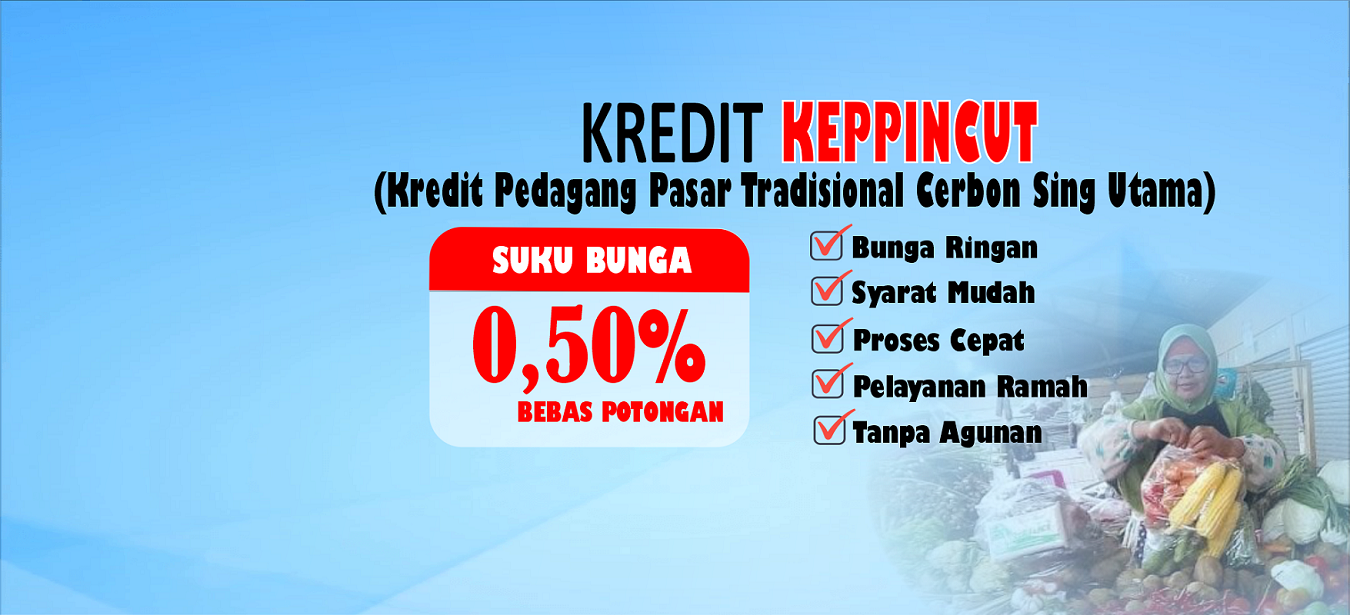 KREDIT KEPPINCUT
(Kredit Pedagang Pasar Tradisional Cerbon Sing Utama)
SUKU BUNGA
0,50%
BEBAS POTONGAN
Bunga Ringan
Syarat Mudah
Proses Cepat
Pelayanan Ramah
Tanpa Agunan